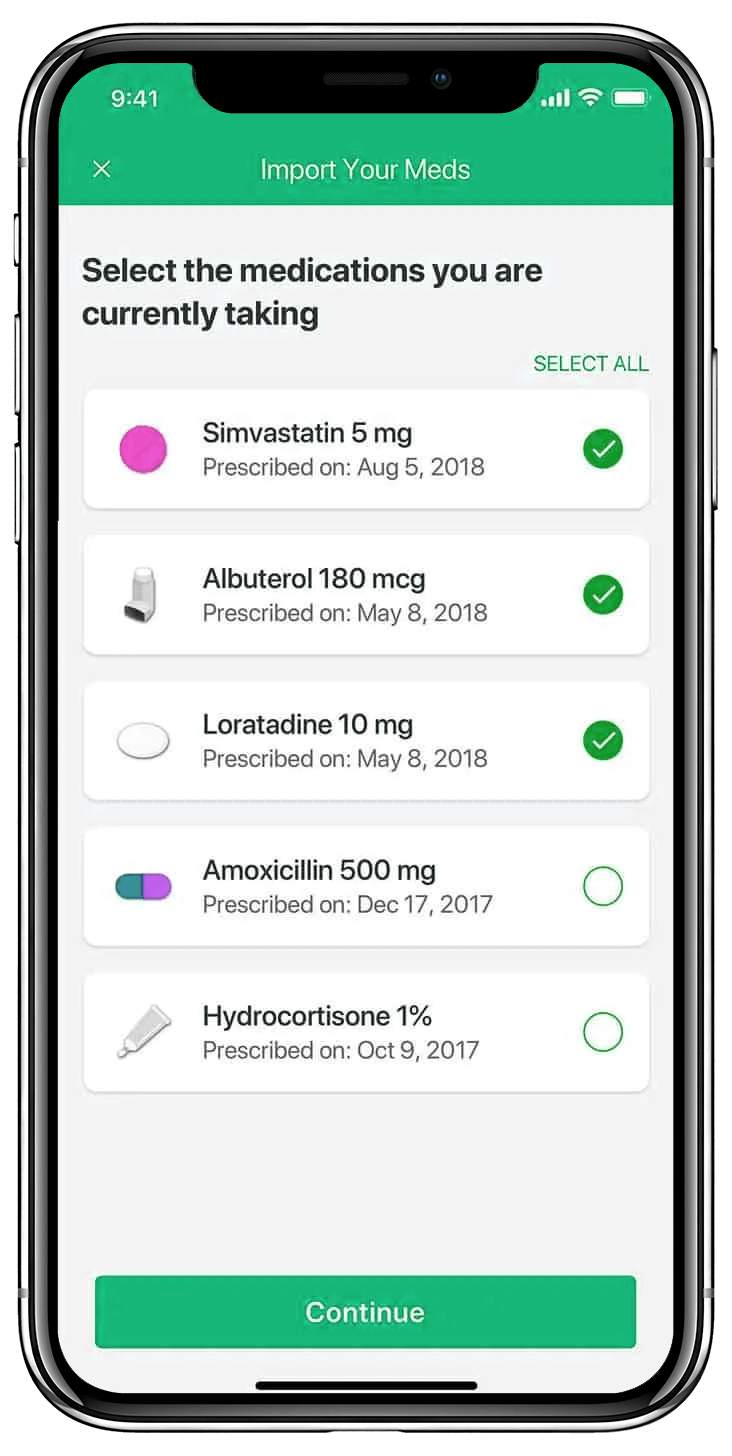 9:41
Import Your Meds
Select the medications you are
currently taking
SELECT ALL
Simvastatin 5 mg
Prescribed on: Aug 5, 2018
Albuterol 180 mcg
Prescribed on: May 8, 2018
Loratadine 10 mg
Prescribed on: May 8, 2018
Amoxicillin 500 mg
Prescribed on: Dec 17, 2017
Hydrocortisone 1%
Prescribed on: Oct 9, 2017
Continue